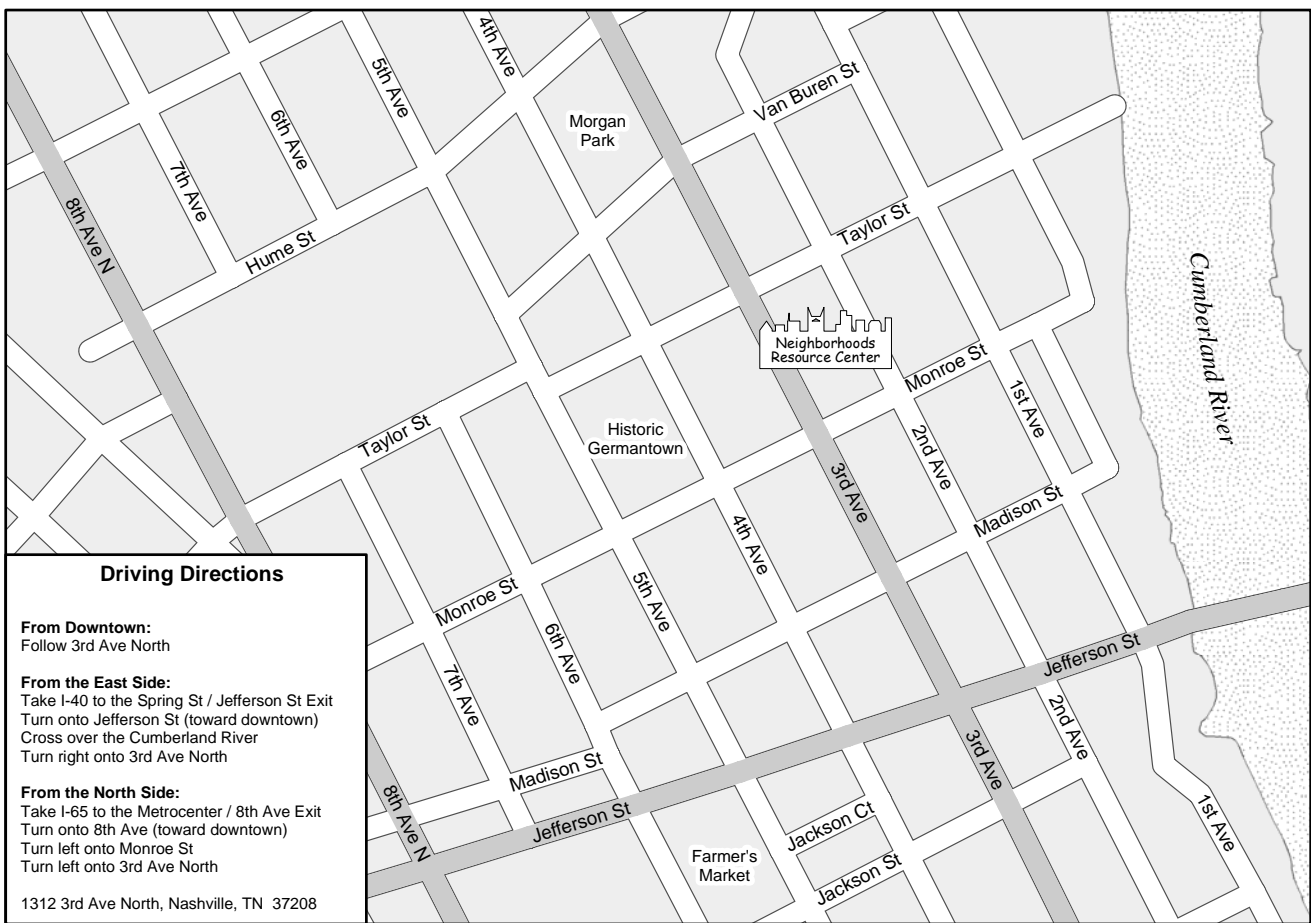 4th Ave
5th Ave
6th Ave
7th Ave
8th Ave N
Hume St
Morgan
Park
Van Buren St
Taylor St
Cumberland River
Neighborhoods
Resource Center
Monroe St
1st Ave
2nd Ave
3rd Ave
Historic
Germantown
Taylor St
Madison St
4th Ave
5th Ave
Monroe St
6th Ave
7th Ave
Jefferson St
2nd Ave
3rd Ave
1st Ave
Madison St
Jefferson St
8th Ave N
Jackson Ct
Jackson St
Farmer's
Market
Driving Directions
From Downtown:
Follow 3rd Ave North
From the East Side:
Take I-40 to the Spring St / Jefferson St Exit
Turn onto Jefferson St (toward downtown)
Cross over the Cumberland River
Turn right onto 3rd Ave North
From the North Side:
Take I-65 to the Metrocenter / 8th Ave Exit
Turn onto 8th Ave (toward downtown)
Turn left onto Monroe St
Turn left onto 3rd Ave North
1312 3rd Ave North, Nashville, TN  37208